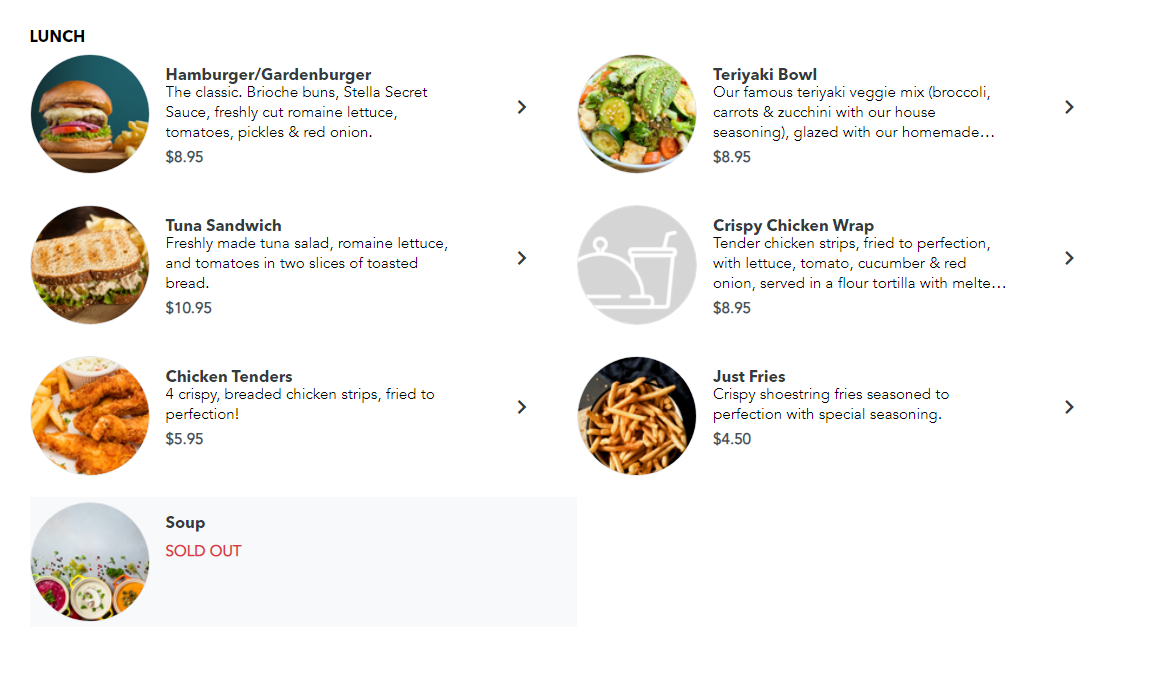 LUNCH
Hamburger/Gardenburger
The classic. Brioche buns, Stella Secret
Sauce, freshly cut romaine lettuce,
tomatoes, pickles & red onion.
$8.95
Teriyaki Bowl
Our famous teriyaki veggie mix (broccoli,
carrots & zucchini with our house
seasoning), glazed with our homemade…
$8.95
Tuna Sandwich
Freshly made tuna salad, romaine lettuce,
and tomatoes in two slices of toasted
bread.
$10.95
Crispy Chicken Wrap
Tender chicken strips, fried to perfection,
with lettuce, tomato, cucumber & red
onion, served in a flour tortilla with melte…
$8.95
Chicken Tenders
4 crispy, breaded chicken strips, fried to
perfection!
$5.95
Just Fries
Crispy shoestring fries seasoned to
perfection with special seasoning.
$4.50
Soup
SOLD OUT